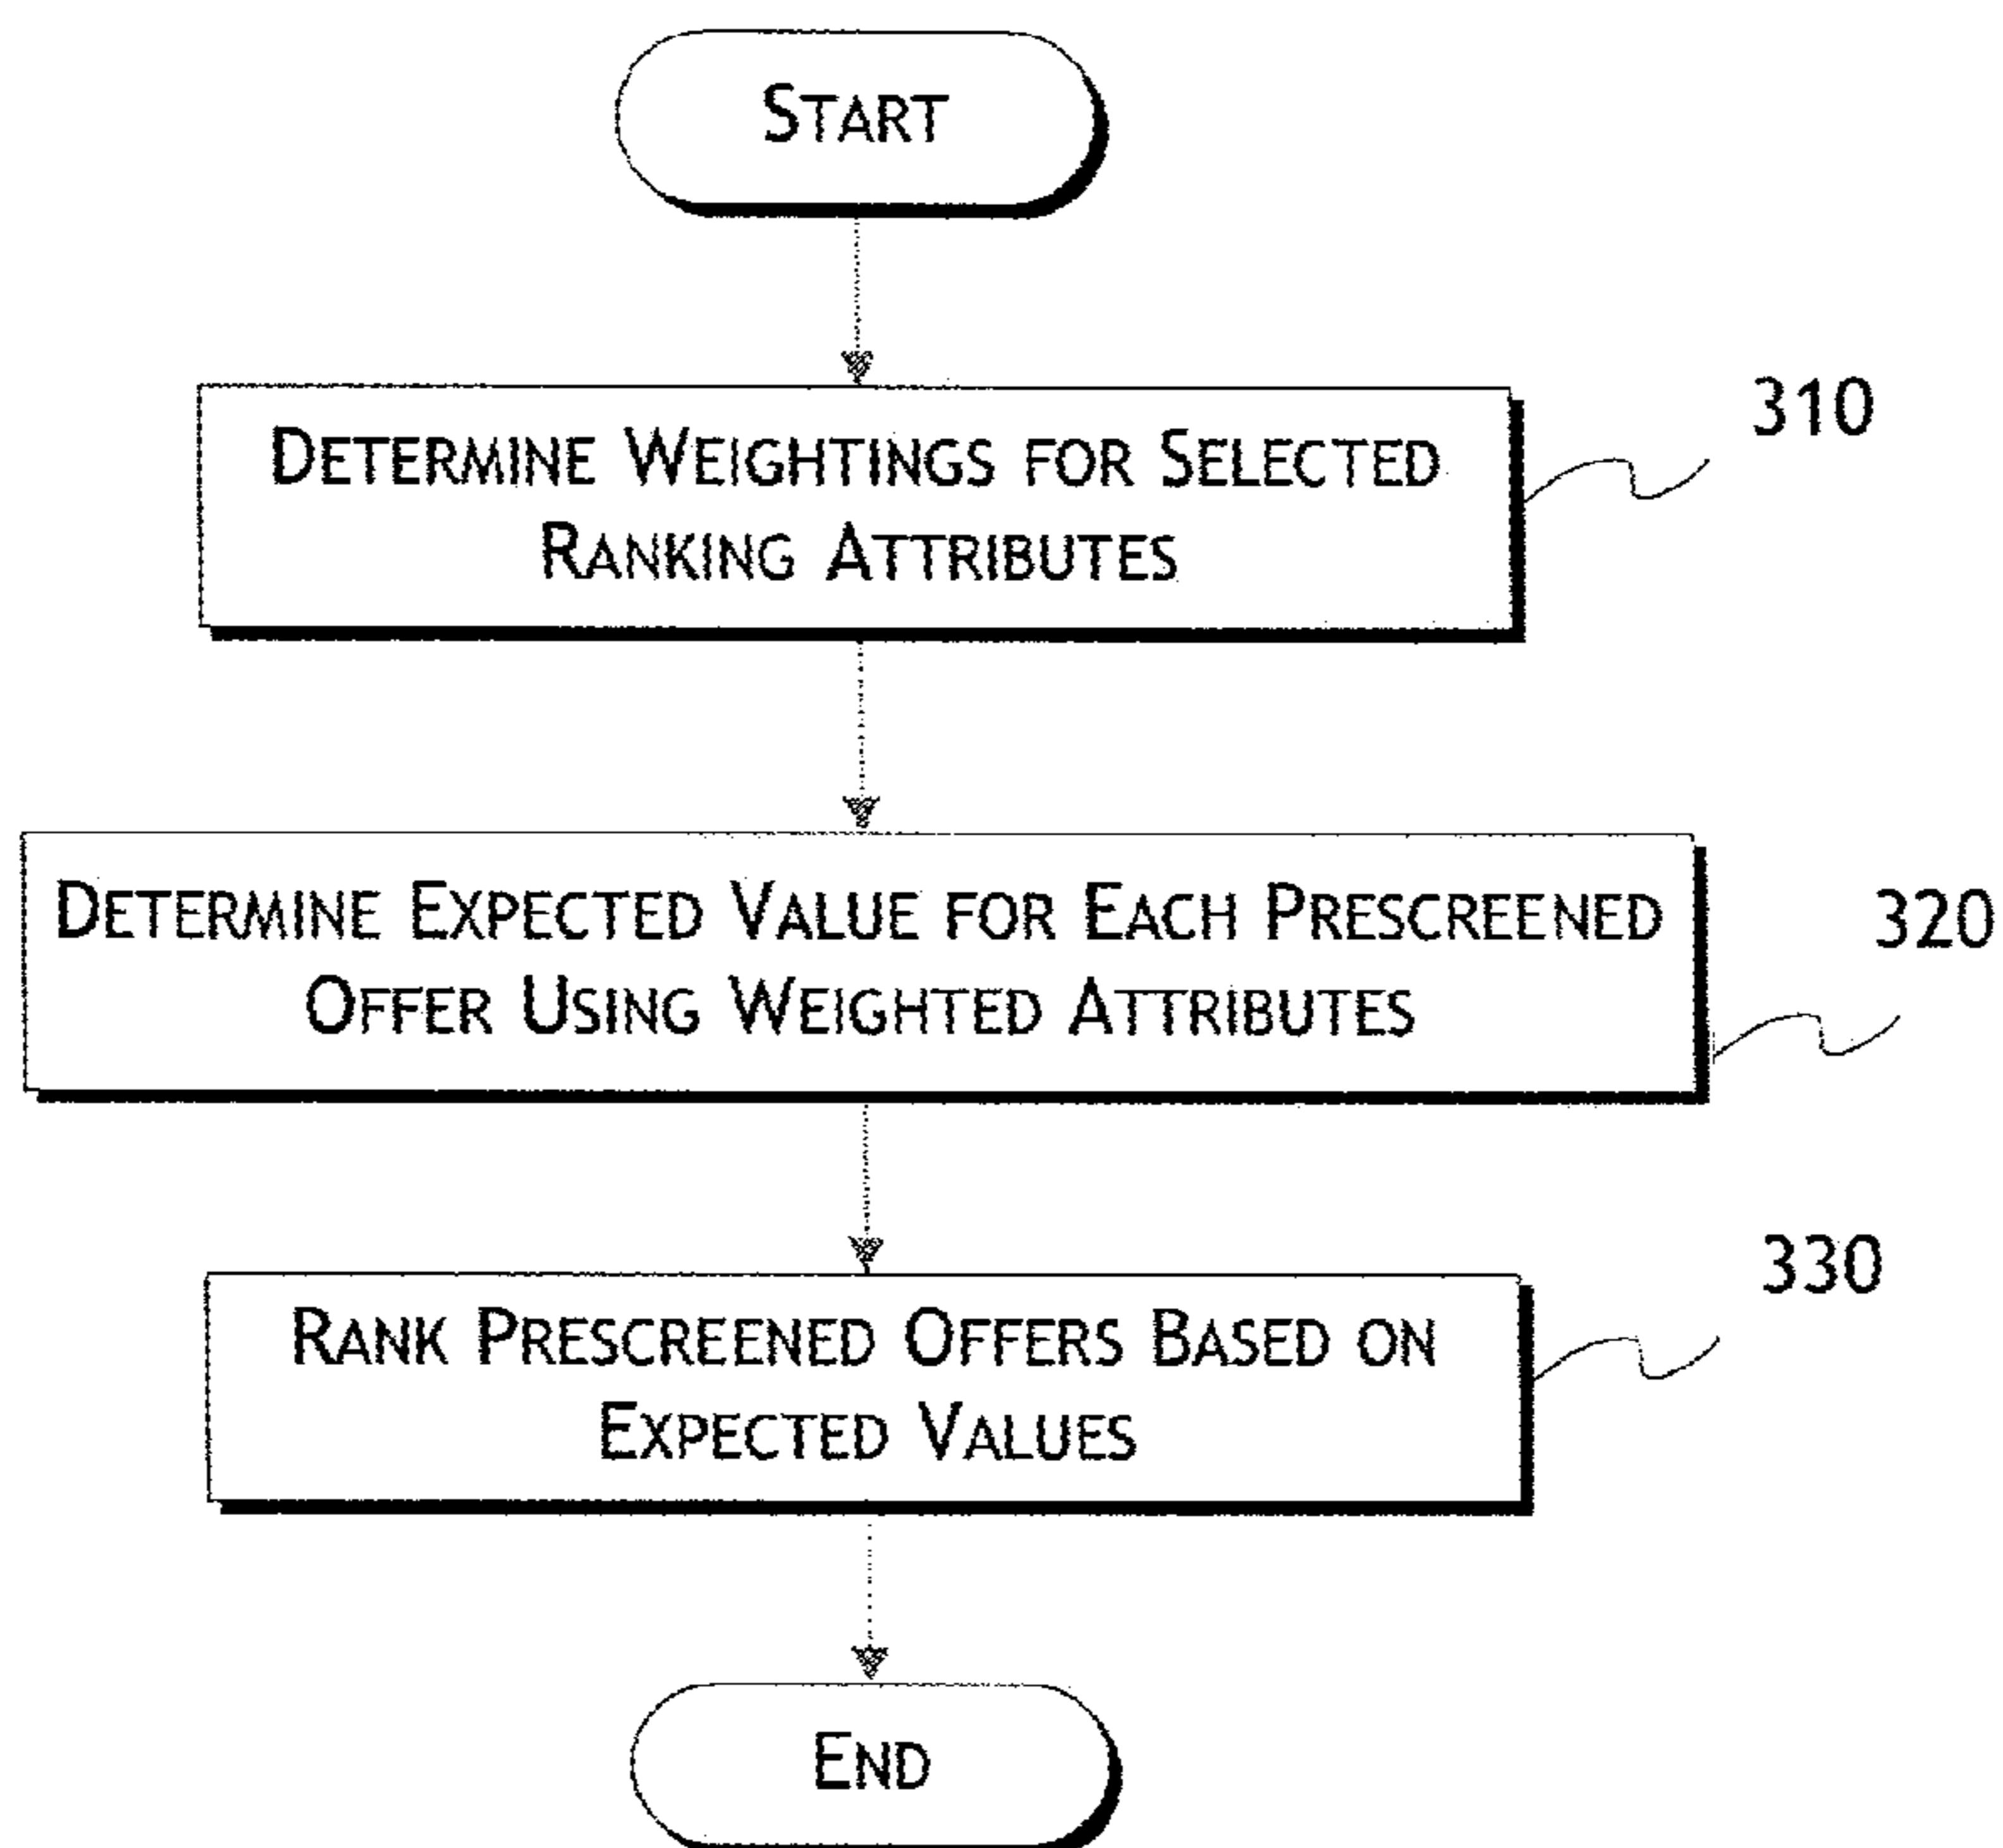 START
310
DETERMINE WEIGHTINGS FOR SELECTED
RANKING ATTRIBUTES
320
DETERMINE EXPECTED VALUE FOR EACH PRESCREENED
OFFER USING WEIGHTED ATTRIBUTES
330
RANK PRESCREENED OFFERS BASED ON
EXPECTED VALUES
END